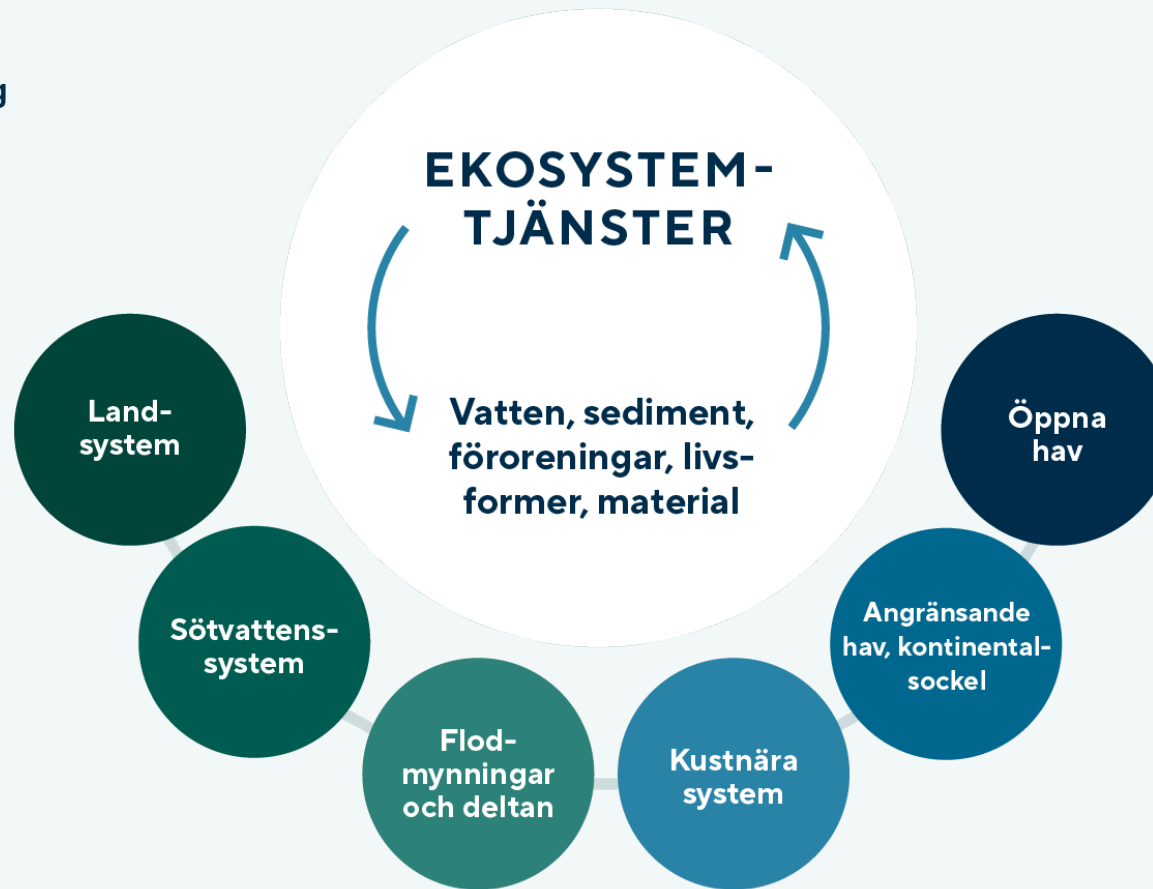 EKOSYSTEM-
TJÄNSTER
Vatten, sediment,
föroreningar, livs-
former, material
Land-
system
Sötvattens-
system
Flod-
mynningar
och deltan
Kustnära
system
Angränsande
hav, kontinental-
sockel
Öppna
hav